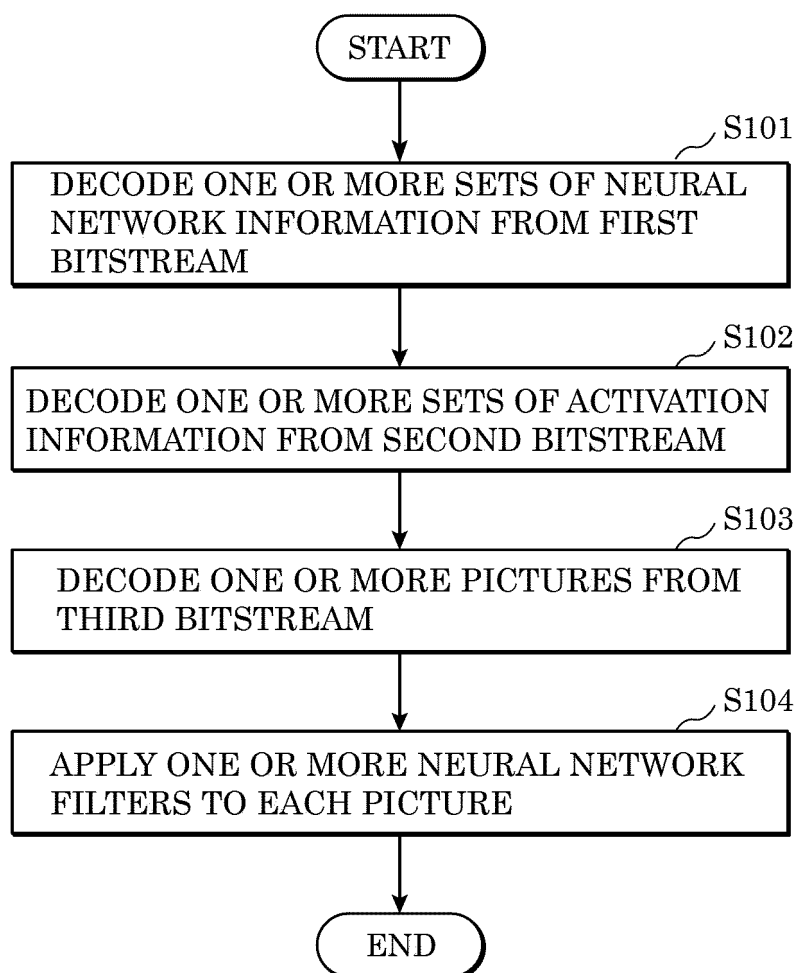 START
S101
DECODE ONE OR MORE SETS OF NEURAL
NETWORK INFORMATION FROM FIRST
BITSTREAM
S102
DECODE ONE OR MORE SETS OF ACTIVATION
INFORMATION FROM SECOND BITSTREAM
S103
DECODE ONE OR MORE PICTURES FROM
THIRD BITSTREAM
S104
APPLY ONE OR MORE NEURAL NETWORK
FILTERS TO EACH PICTURE
END